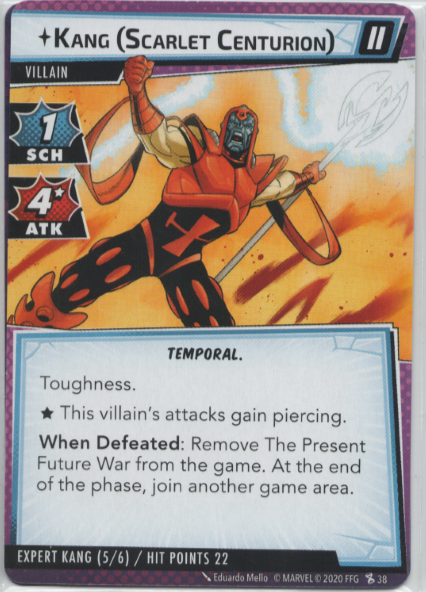 KANG (SCARLET CENTURION)
II
VILLAIN
1
SCH
4★
ATK
TEMPORAL.
Toughness.
★ This villain's attacks gain piercing.
When Defeated: Remove The Present
Future War from the game. At the end
of the phase, join another game area.
EXPERT KANG (5/6) / HIT POINTS 22
Eduardo Mello © MARVEL © 2020 FFG 38